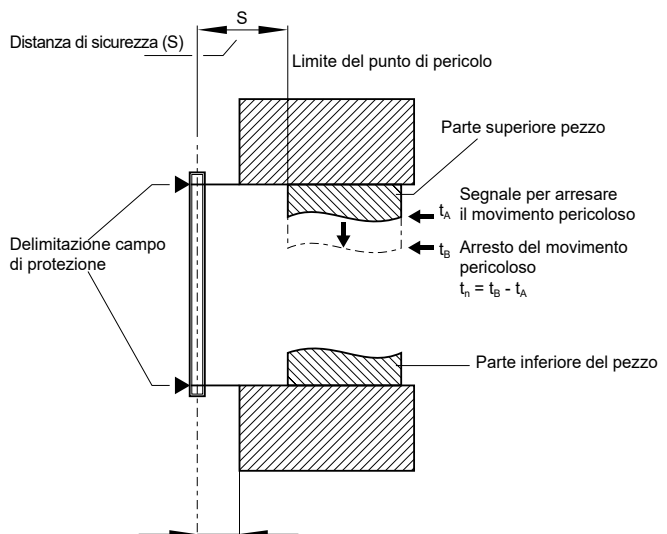 S
Distanza di sicurezza (S)
Limite del punto di pericolo
Parte superiore pezzo
tA Segnale per arresare
il movimento pericoloso
Delimitazione campo
di protezione
tB Arresto del movimento
pericoloso
tn = tB - tA
Parte inferiore del pezzo